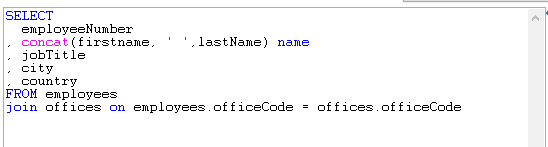 SELECT
employeeNumber
, concat(firstname, ' ',lastName) name
, jobTitle
, city
, country
FROM employees
join offices on employees.officeCode = offices.officeCode